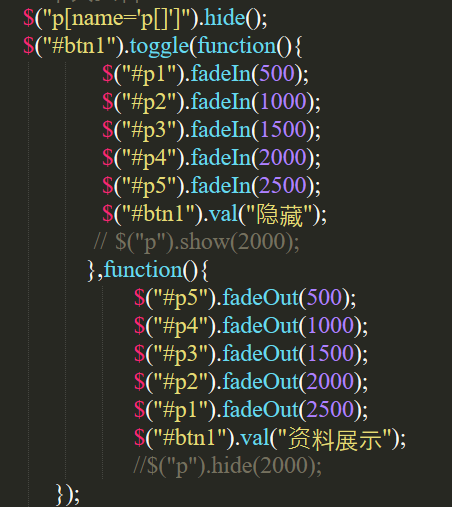 $("p[name='p[]']").hide();
$("#btn1").toggle(function(){
$("#p1").fadeIn(500);
$("#p2").fadeIn(1000);
$("#p3").fadeIn(1500);
$("#p4").fadeIn(2000);
$("#p5").fadeIn(2500);
$("#btn1").val("隐藏");
// $("p").show(2000);
},function(){
$("#p5").fadeOut(500);
$("#p4").fadeOut(1000);
$("#p3").fadeOut(1500);
$("#p2").fadeOut(2000);
$("#p1").fadeOut(2500);
$("#btn1").val("资料展示");
//$("p").hide(2000);
});